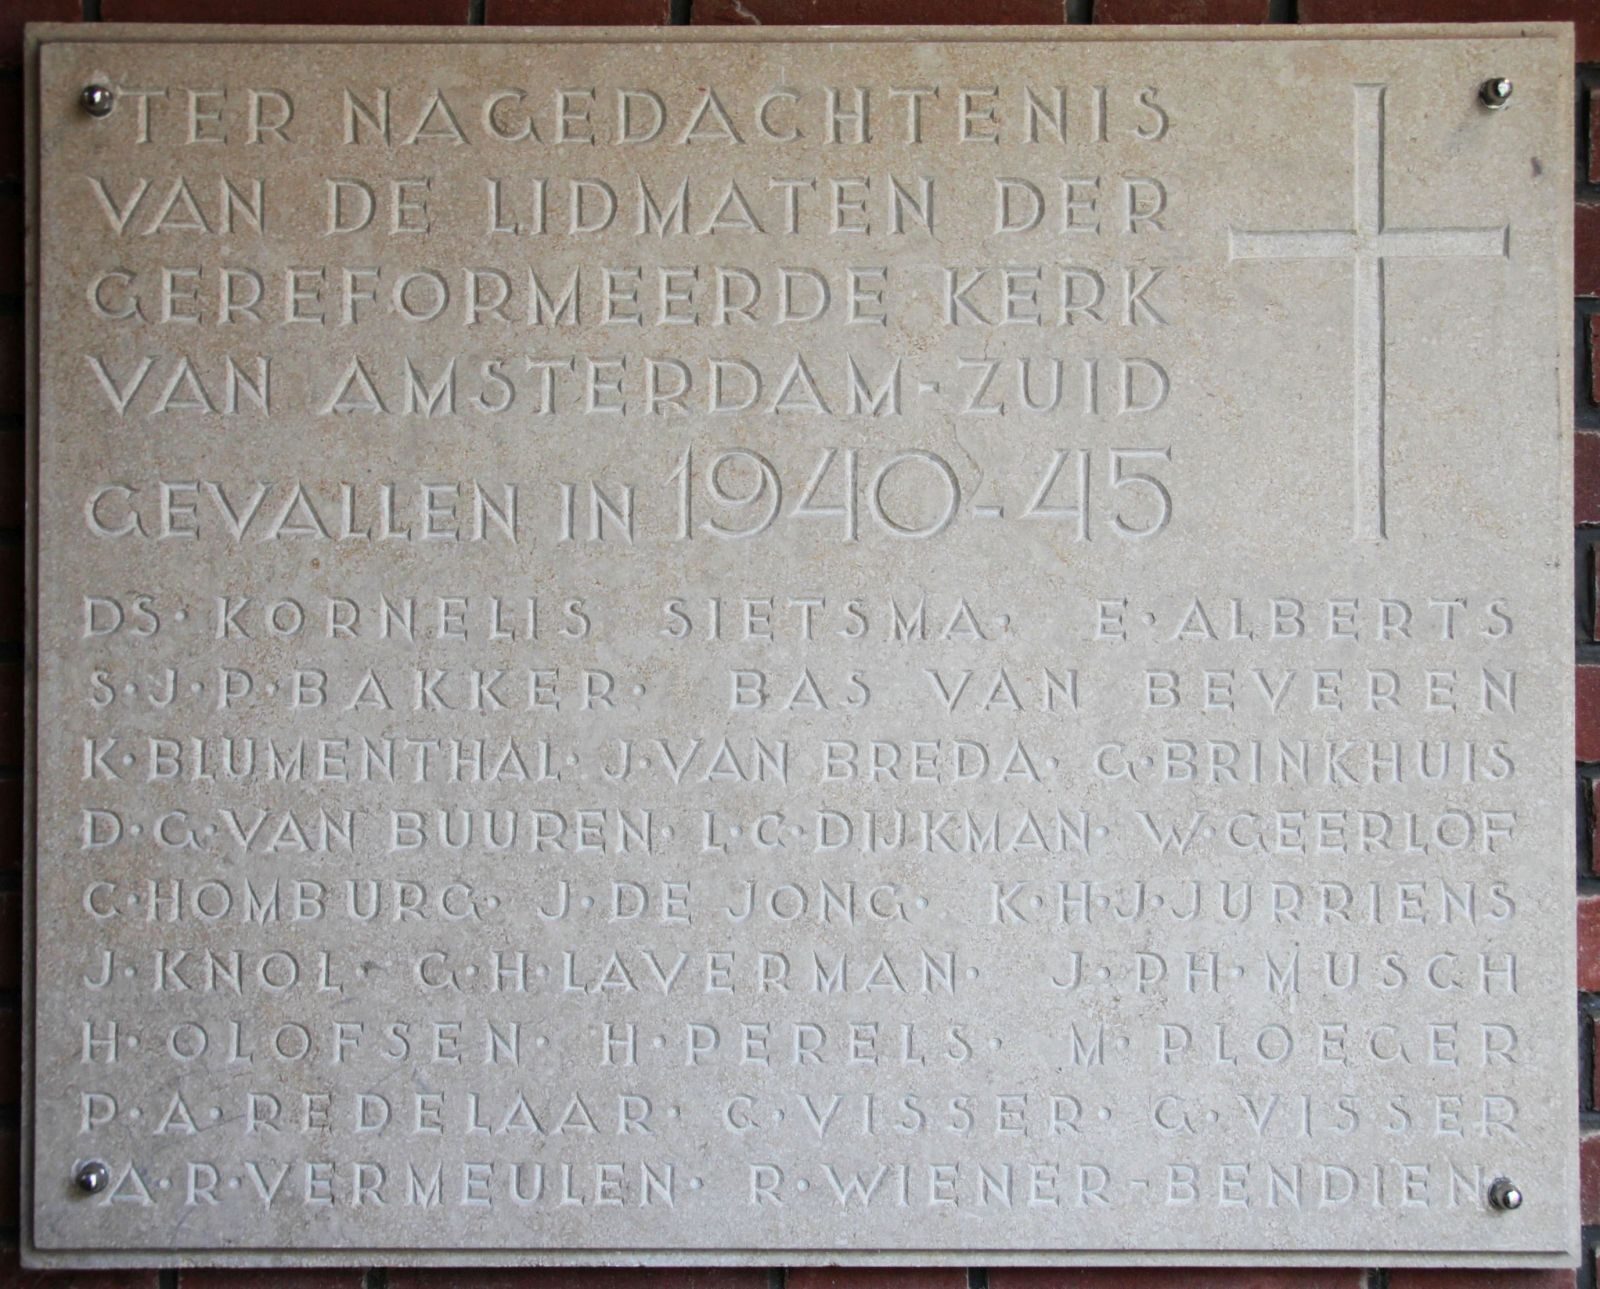 TER NAGEDACHTENIS
VAN DE LIDMATEN DER
GEREFORMEERDE KERK
VAN AMSTERDAM-ZUID
GEVALLEN IN 1940-45
DS· KORNELIS SIETSMA· E·ALBERTS
S·J·P·BAKKER· BAS VAN BEVEREN
K·BLUMENTHAL· J·VAN BREDA· G·BRINKHUIS
D·G·VAN BUUREN· L·C·DIJKMAN· W·GEERLOF
C·HOMBURG· J·DE JONG· K·H·J·JURRIENS
J·KNOL· C·H·LAVERMAN· J·PH·MUSCH
H·OLOFSEN· H·PERELS· M·PLOEGER
P·A·REDELAAR· G·VISSER· G·VISSER
A·R·VERMEULEN· R·WIENER-BENDIEN